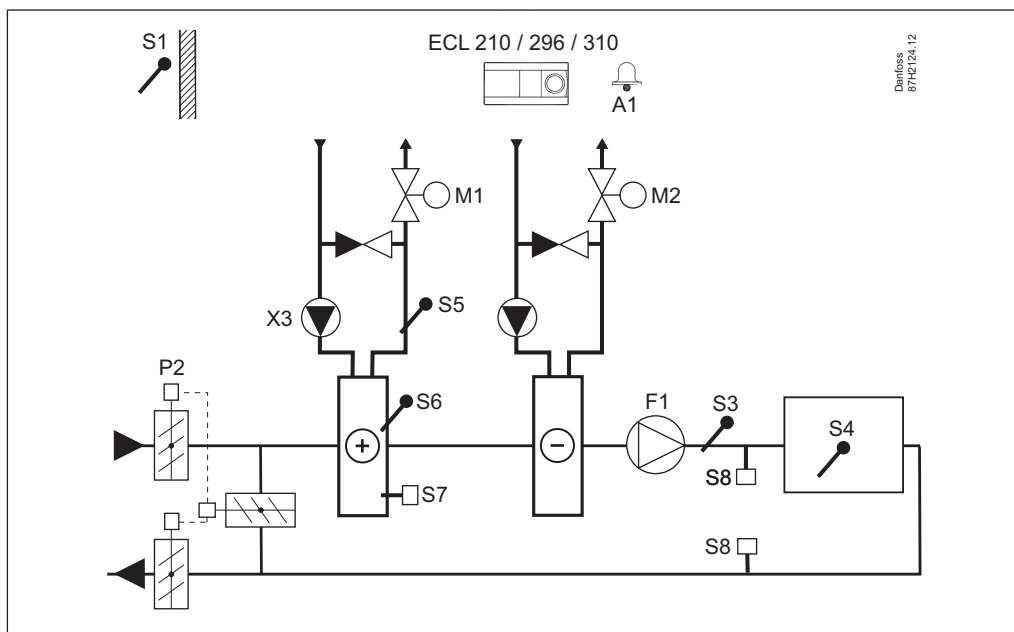 S1
ECL 210 / 296 / 310
A1
Danfoss
87H2124.12
M1
M2
X3
S5
P2
S6
F1
S3
S4
S7
S8
S8